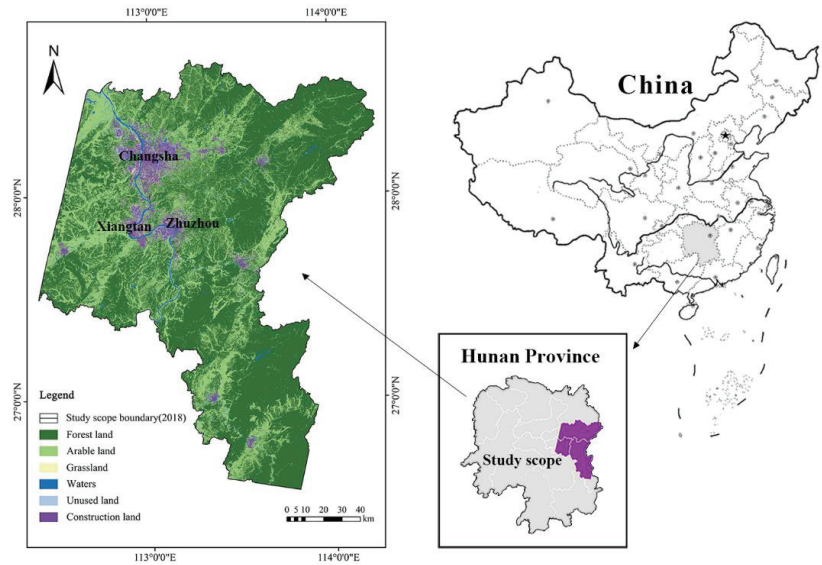 113°0'0"E
114°0'0"E
N
Changsha
Xiangtan
Zhuzhou
28°0'0"N
28°0'0"N
27°0'0"N
27°0'0"N
Legend
Study scope boundary(2018)
Forest land
Arable land
Grassland
Waters
Unused land
Construction land
0 5 10 20 30 40
km
113°0'0"E
114°0'0"E
China
Hunan Province
Study scope